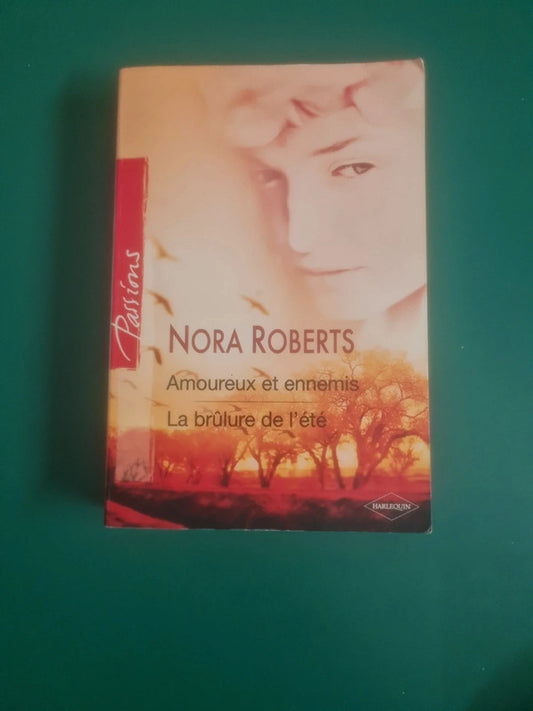 Passions
NORA ROBERTS
Amoureux et ennemis
La brûlure de l'été
HARLEQUIN